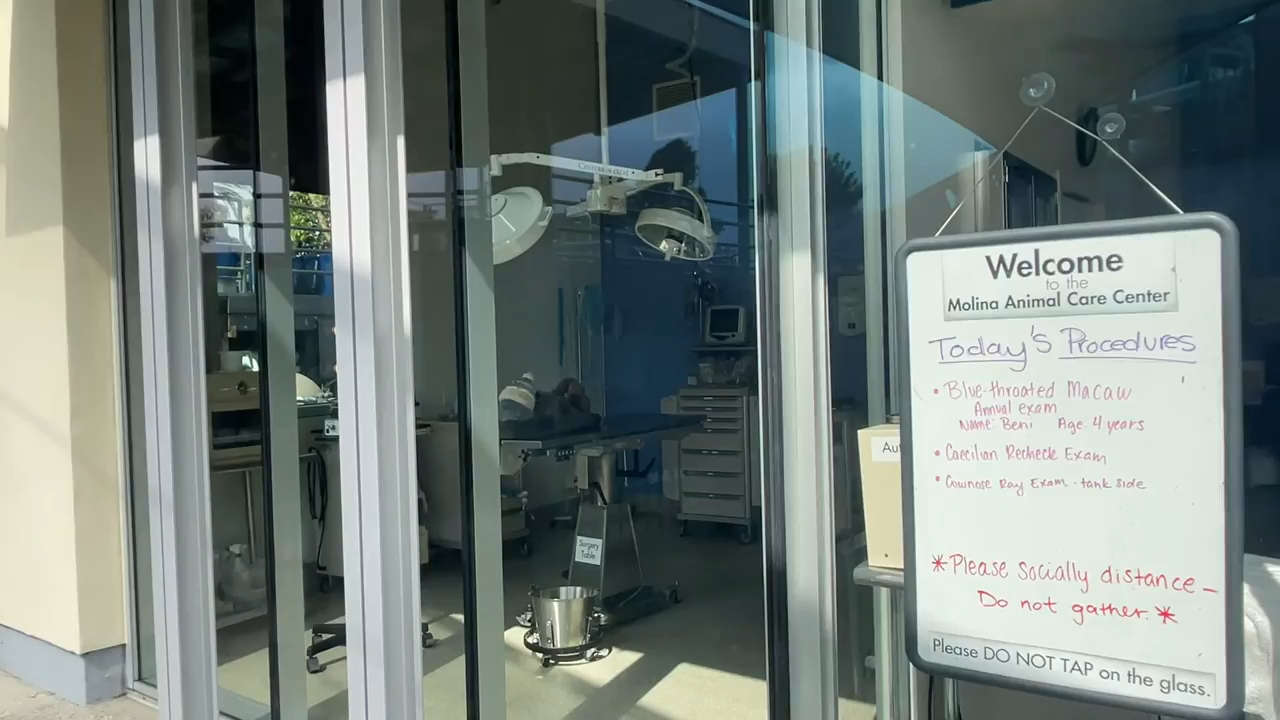 Welcome
to the
Molina Animal Care Center
Today's Procedures
• Blue-throated Macaw
Annual exam
Name: Beni Age: 4 years
• Caecilian Recheck Exam
• Cownose Ray Exam - tank side
*Please socially distance –
Do not gather.*
Please DO NOT TAP on the glass.
Surgery
Table
Aut